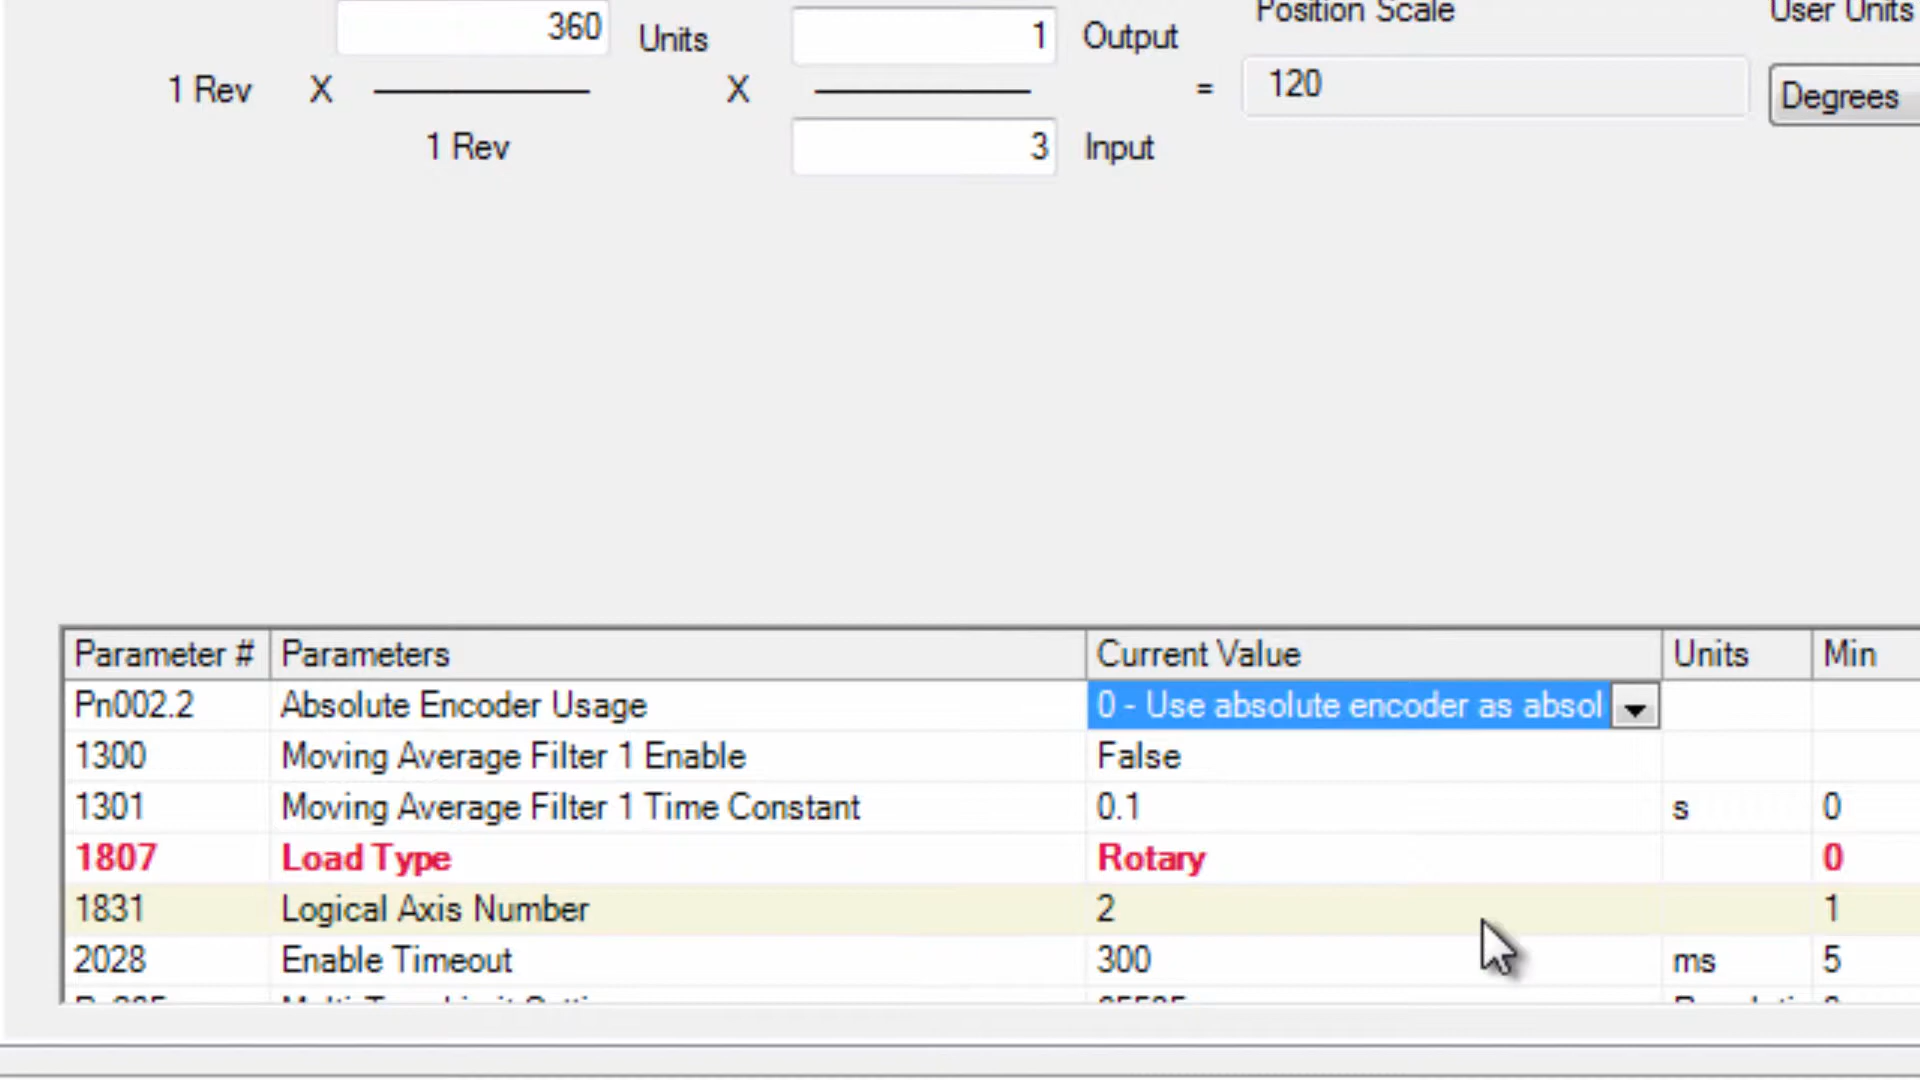 360 Units 1 Output Position Scale User Units
1 Rev X X = 120 Degrees
1 Rev 3 Input
Parameter # Parameters Current Value Units Min
Pn002.2 Absolute Encoder Usage 0 - Use absolute encoder as absol
1300 Moving Average Filter 1 Enable False
1301 Moving Average Filter 1 Time Constant 0.1 s 0
1807 Load Type Rotary 0
1831 Logical Axis Number 2 1
2028 Enable Timeout 300 ms 5